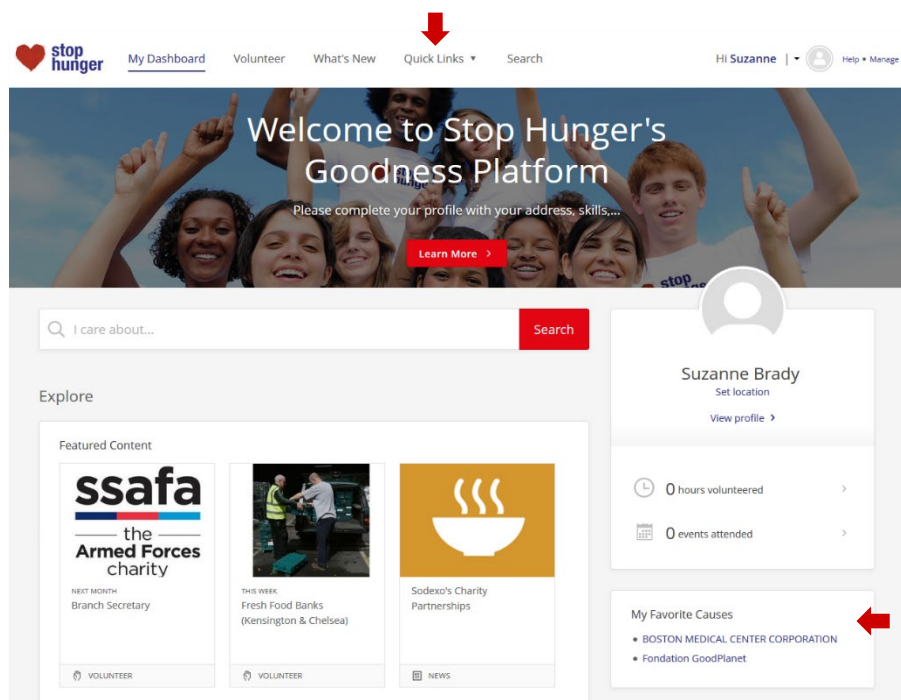 stop
hunger
My Dashboard
Volunteer
What's New
Quick Links ▾
Search
Hi Suzanne | ▾
Help • Manage
Welcome to Stop Hunger's
Goodness Platform
Please complete your profile with your address, skills,...
Learn More >
stop
I care about...
Search
Suzanne Brady
Set location
View profile >
Explore
Featured Content
ssafa
the
Armed Forces
charity
NEXT MONTH
Branch Secretary
VOLUNTEER
THIS WEEK
Fresh Food Banks
(Kensington & Chelsea)
VOLUNTEER
Sodexo's Charity
Partnerships
NEWS
0 hours volunteered >
0 events attended >
My Favorite Causes
• BOSTON MEDICAL CENTER CORPORATION
• Fondation GoodPlanet